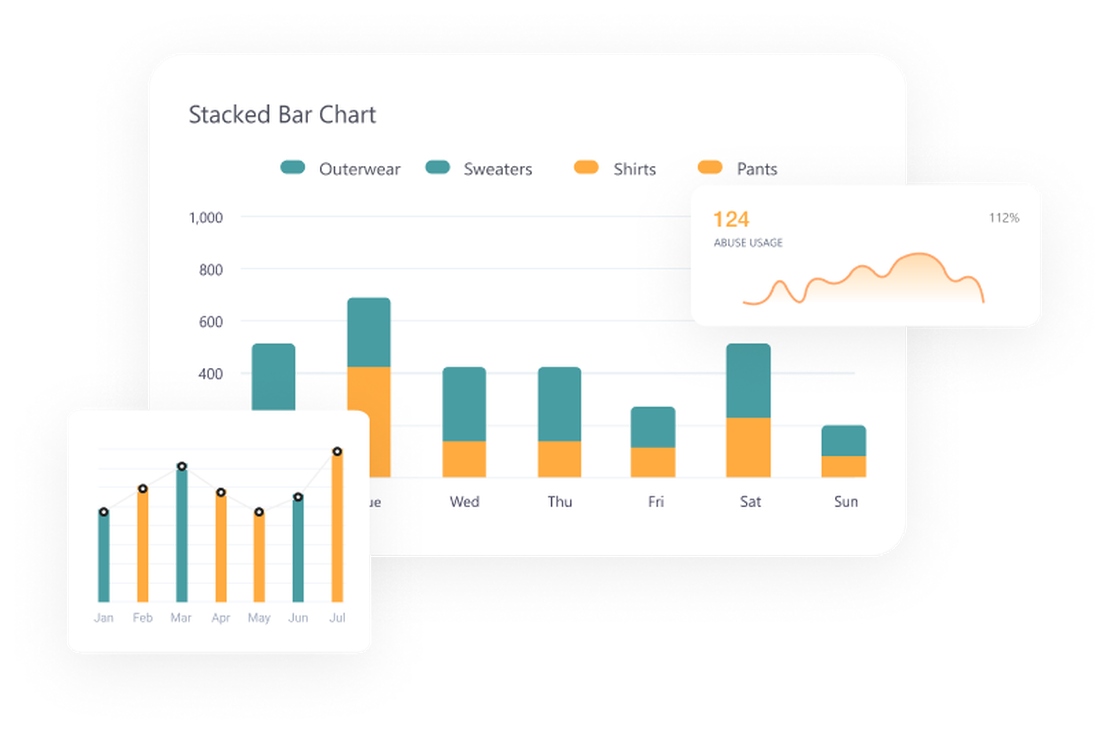 Stacked Bar Chart
Outerwear Sweaters Shirts Pants
1,000
800
600
400
124 112%
ABUSE USAGE
ue Wed Thu Fri Sat Sun
Jan Feb Mar Apr May Jun Jul